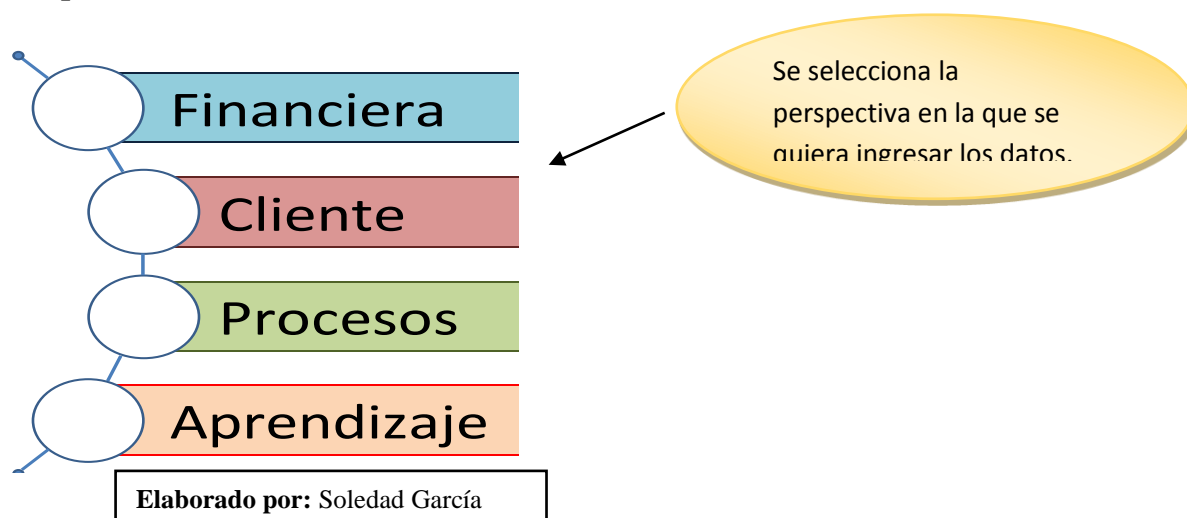 Financiera
Cliente
Procesos
Aprendizaje
Se selecciona la
perspectiva en la que se
quiera ingresar los datos.
Elaborado por: Soledad García